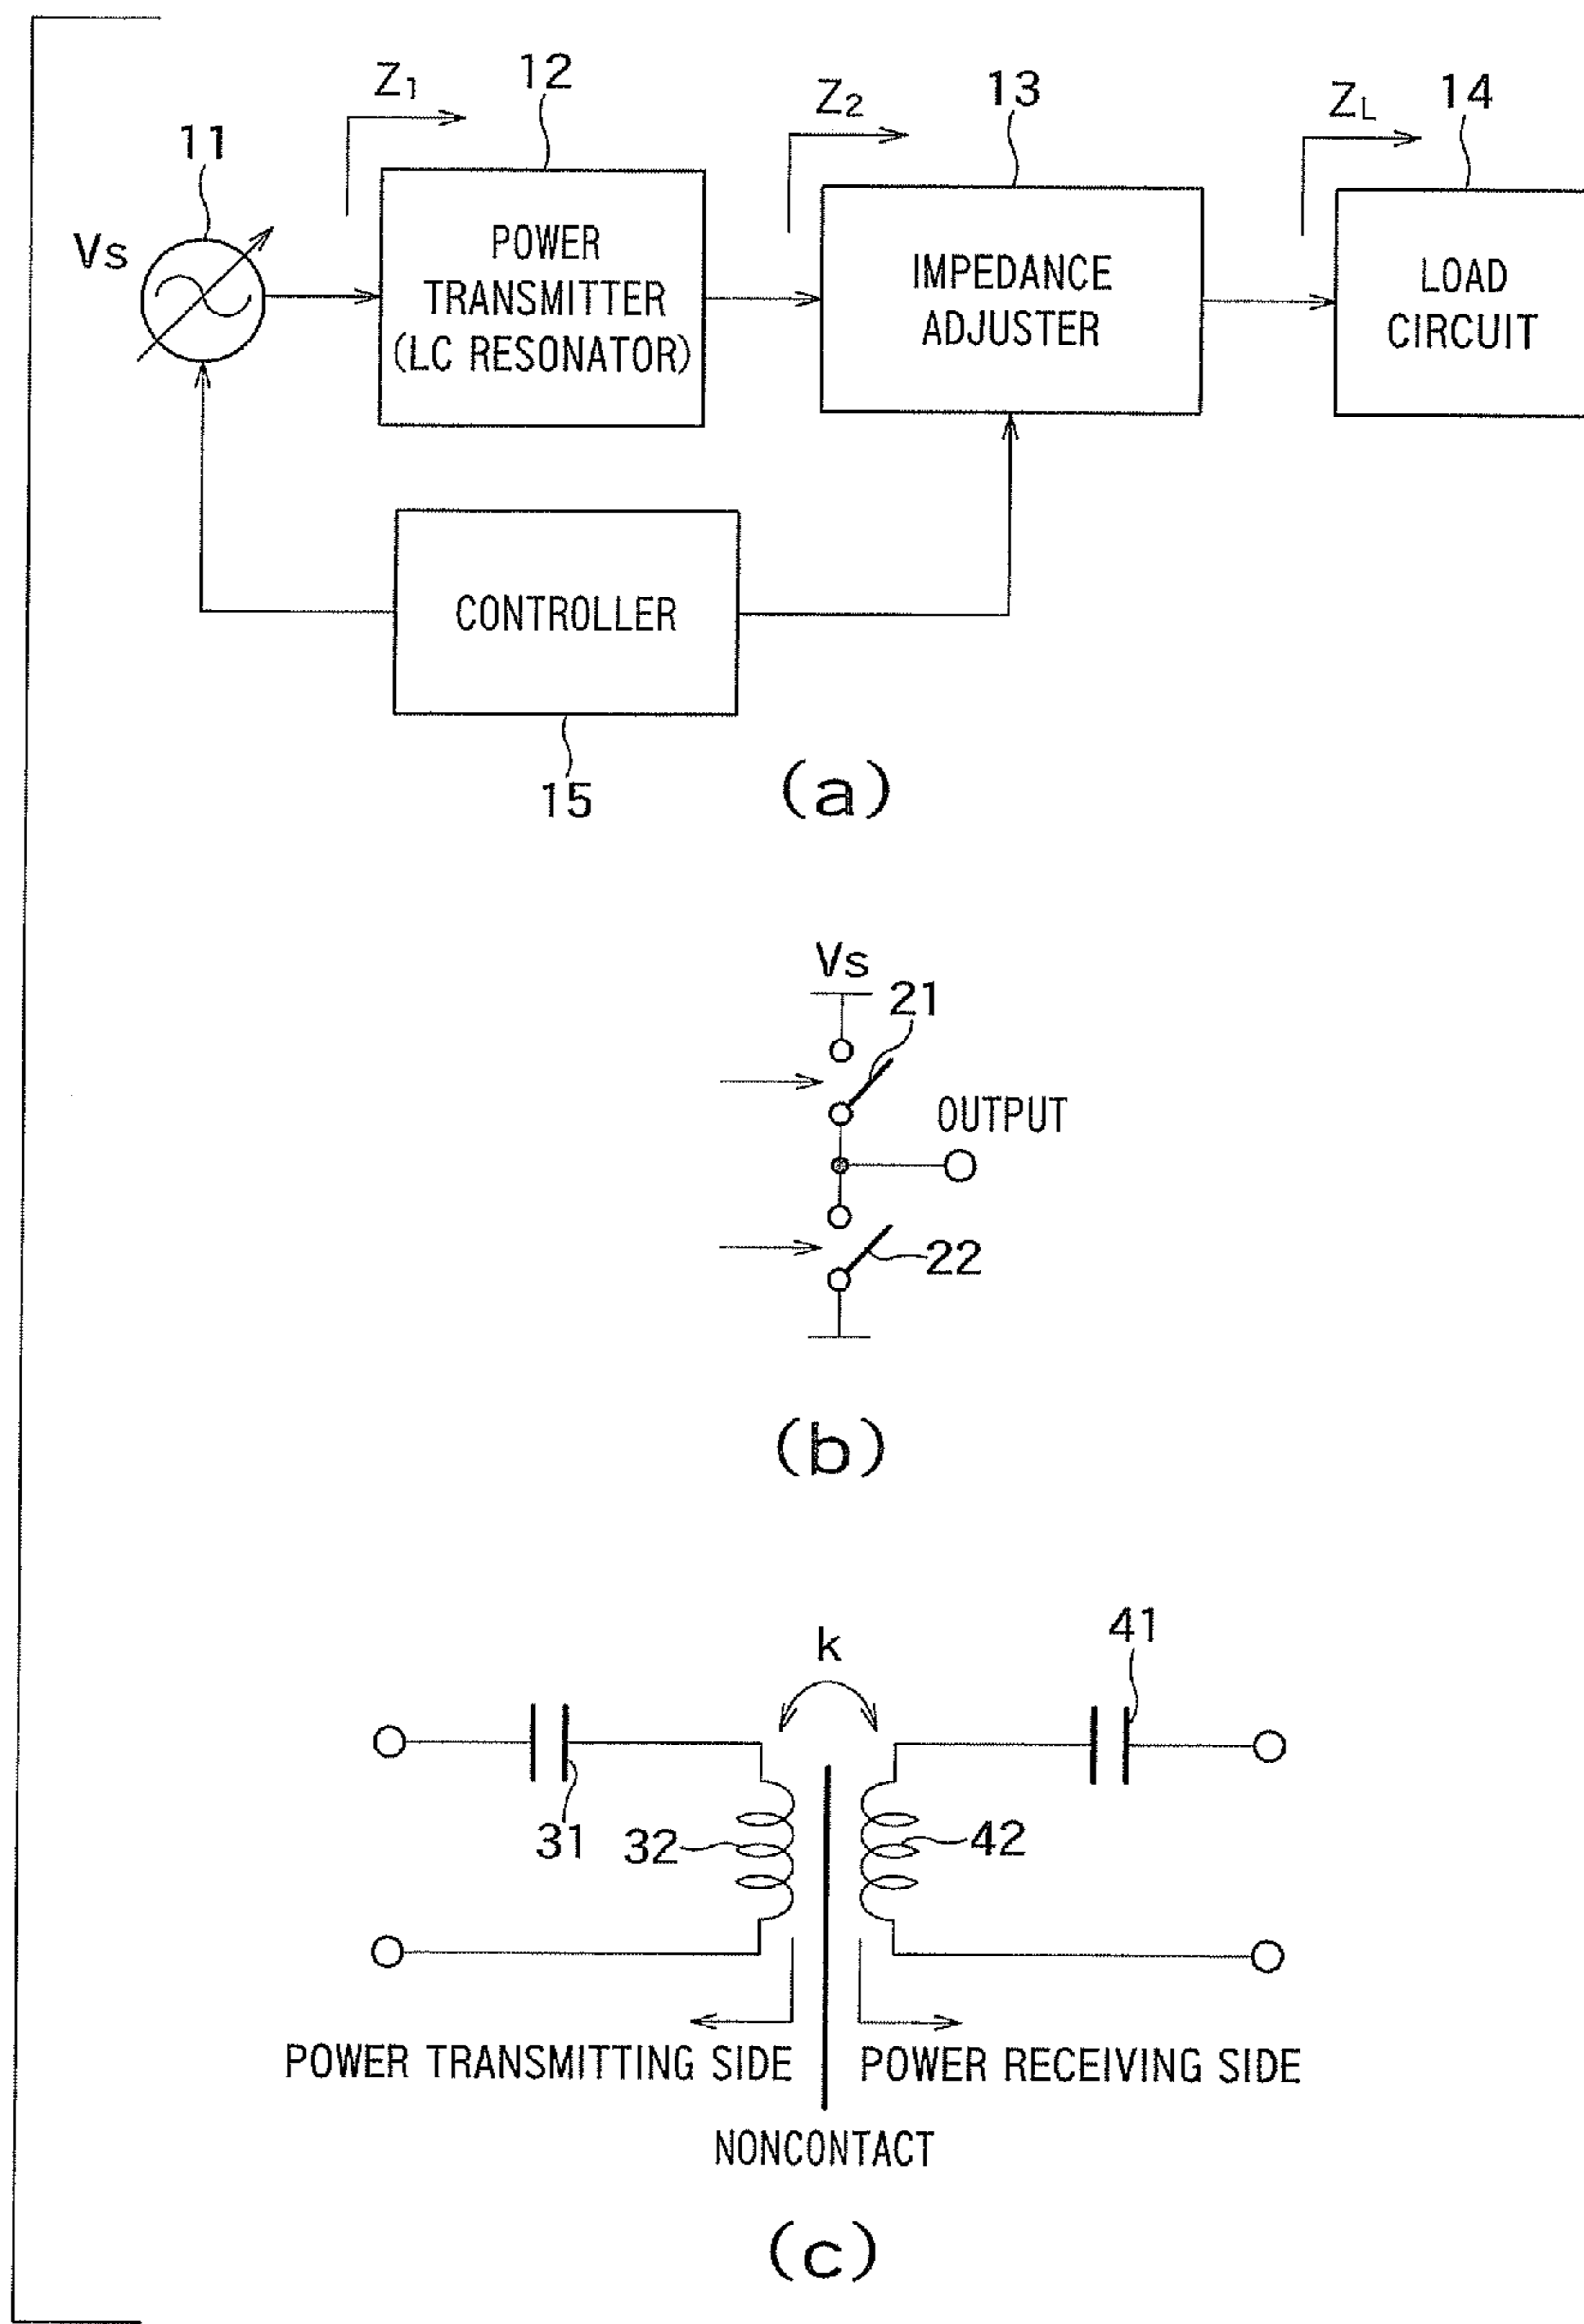 Z1
12
Z2
13
ZL
14
11
Vs
POWER
TRANSMITTER
(LC RESONATOR)
IMPEDANCE
ADJUSTER
LOAD
CIRCUIT
CONTROLLER
15
(a)
Vs
21
OUTPUT
22
(b)
k
41
31
32
42
POWER TRANSMITTING SIDE
POWER RECEIVING SIDE
NONCONTACT
(c)